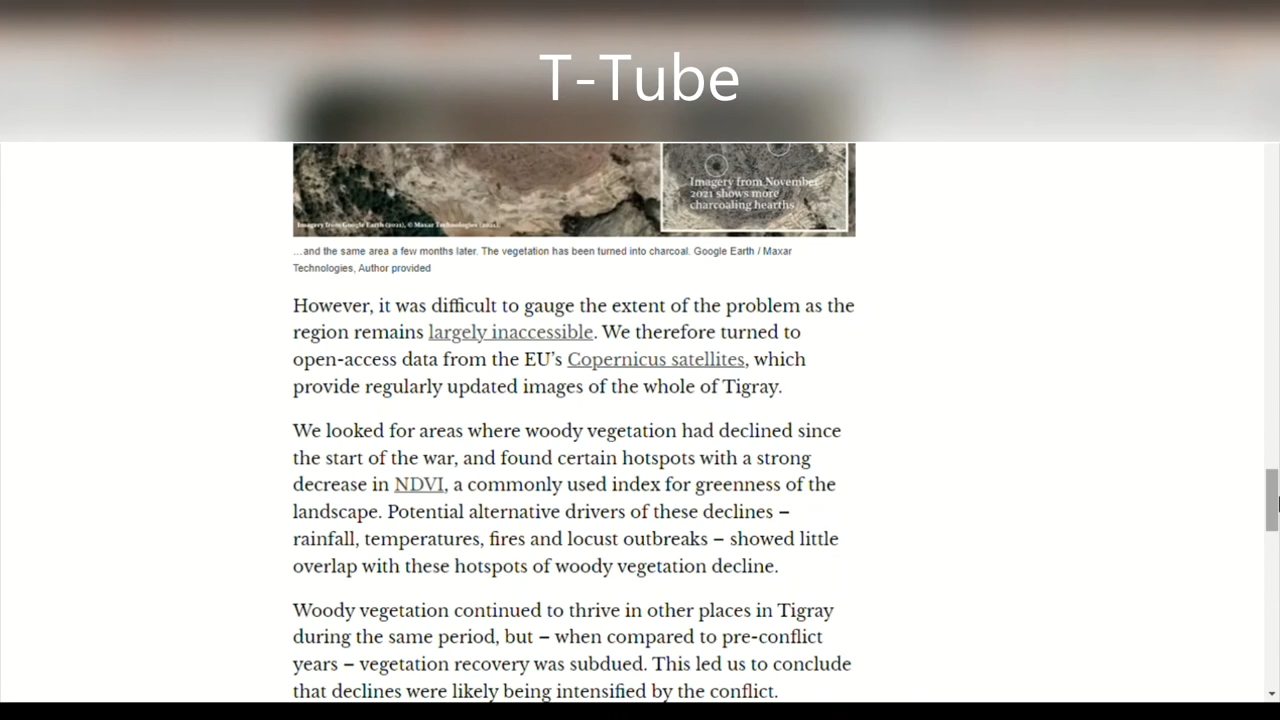 T-Tube
Imagery from November
2021 shows more
charcoaling hearths
Imagery from Google Earth (2021), © Maxar Technologies (2021).
...and the same area a few months later. The vegetation has been turned into charcoal. Google Earth / Maxar
Technologies, Author provided
However, it was difficult to gauge the extent of the problem as the
region remains largely inaccessible. We therefore turned to
open-access data from the EU’s Copernicus satellites, which
provide regularly updated images of the whole of Tigray.
We looked for areas where woody vegetation had declined since
the start of the war, and found certain hotspots with a strong
decrease in NDVI, a commonly used index for greenness of the
landscape. Potential alternative drivers of these declines –
rainfall, temperatures, fires and locust outbreaks – showed little
overlap with these hotspots of woody vegetation decline.
Woody vegetation continued to thrive in other places in Tigray
during the same period, but – when compared to pre-conflict
years – vegetation recovery was subdued. This led us to conclude
that declines were likely being intensified by the conflict.